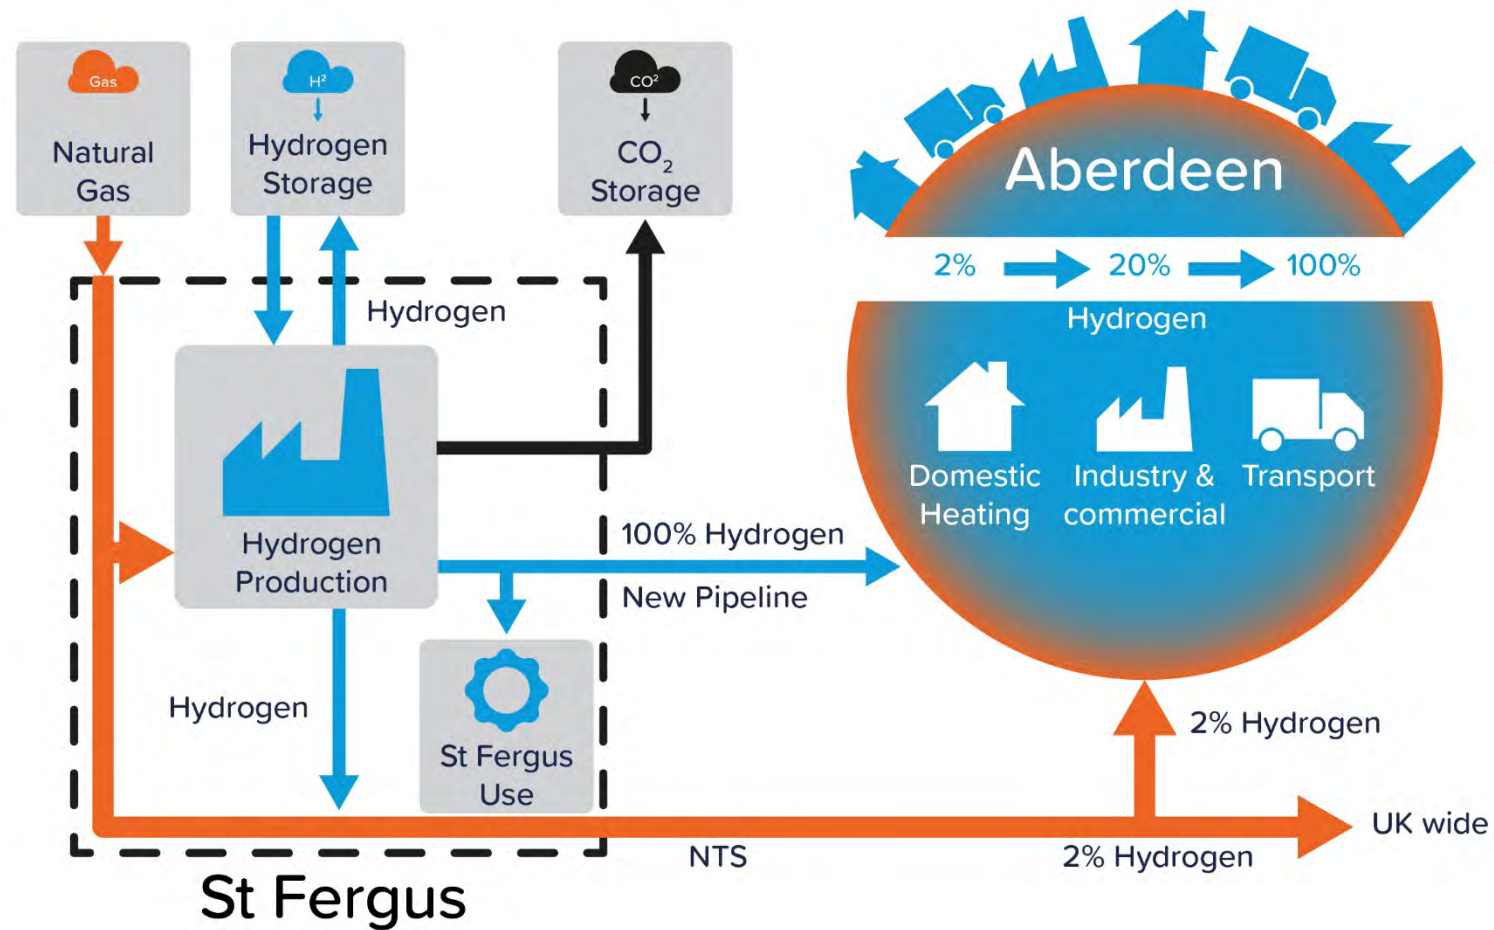 Gas
Natural
Gas
H²
Hydrogen
Storage
CO²
CO₂
Storage
Aberdeen
2%
20%
100%
Hydrogen
Domestic
Heating
Industry &
commercial
Transport
Hydrogen
Hydrogen
Production
100% Hydrogen
New Pipeline
Hydrogen
St Fergus
Use
2% Hydrogen
UK wide
NTS
2% Hydrogen
St Fergus